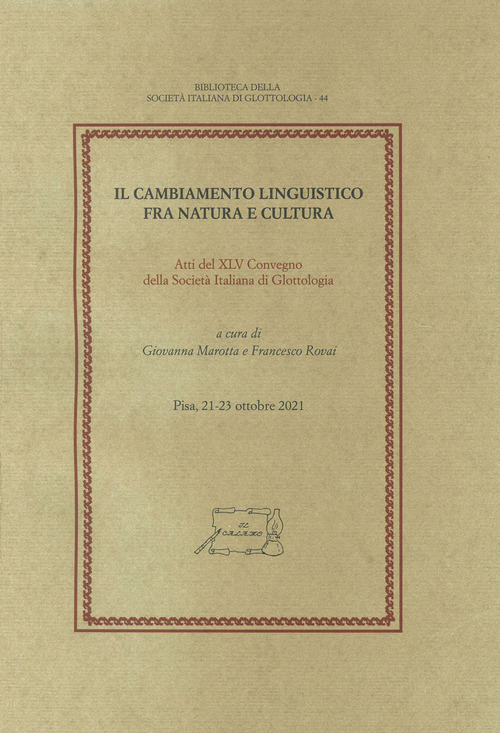 BIBLIOTECA DELLA
SOCIETÀ ITALIANA DI GLOTTOLOGIA - 44
IL CAMBIAMENTO LINGUISTICO
FRA NATURA E CULTURA
Atti del XLV Convegno
della Società Italiana di Glottologia
a cura di
Giovanna Marotta e Francesco Rovai
Pisa, 21-23 ottobre 2021
IL
CALAMO